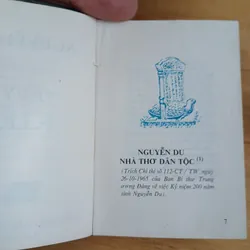 NGUYỄN DU
NHÀ THƠ DÂN TỘC (1)
(Trích Chỉ thị số 112-CT / TW ngày
26-10-1965 của Ban Bí thư Trung
ương Đảng về việc Kỷ niệm 200 năm
sinh Nguyễn Du).
7